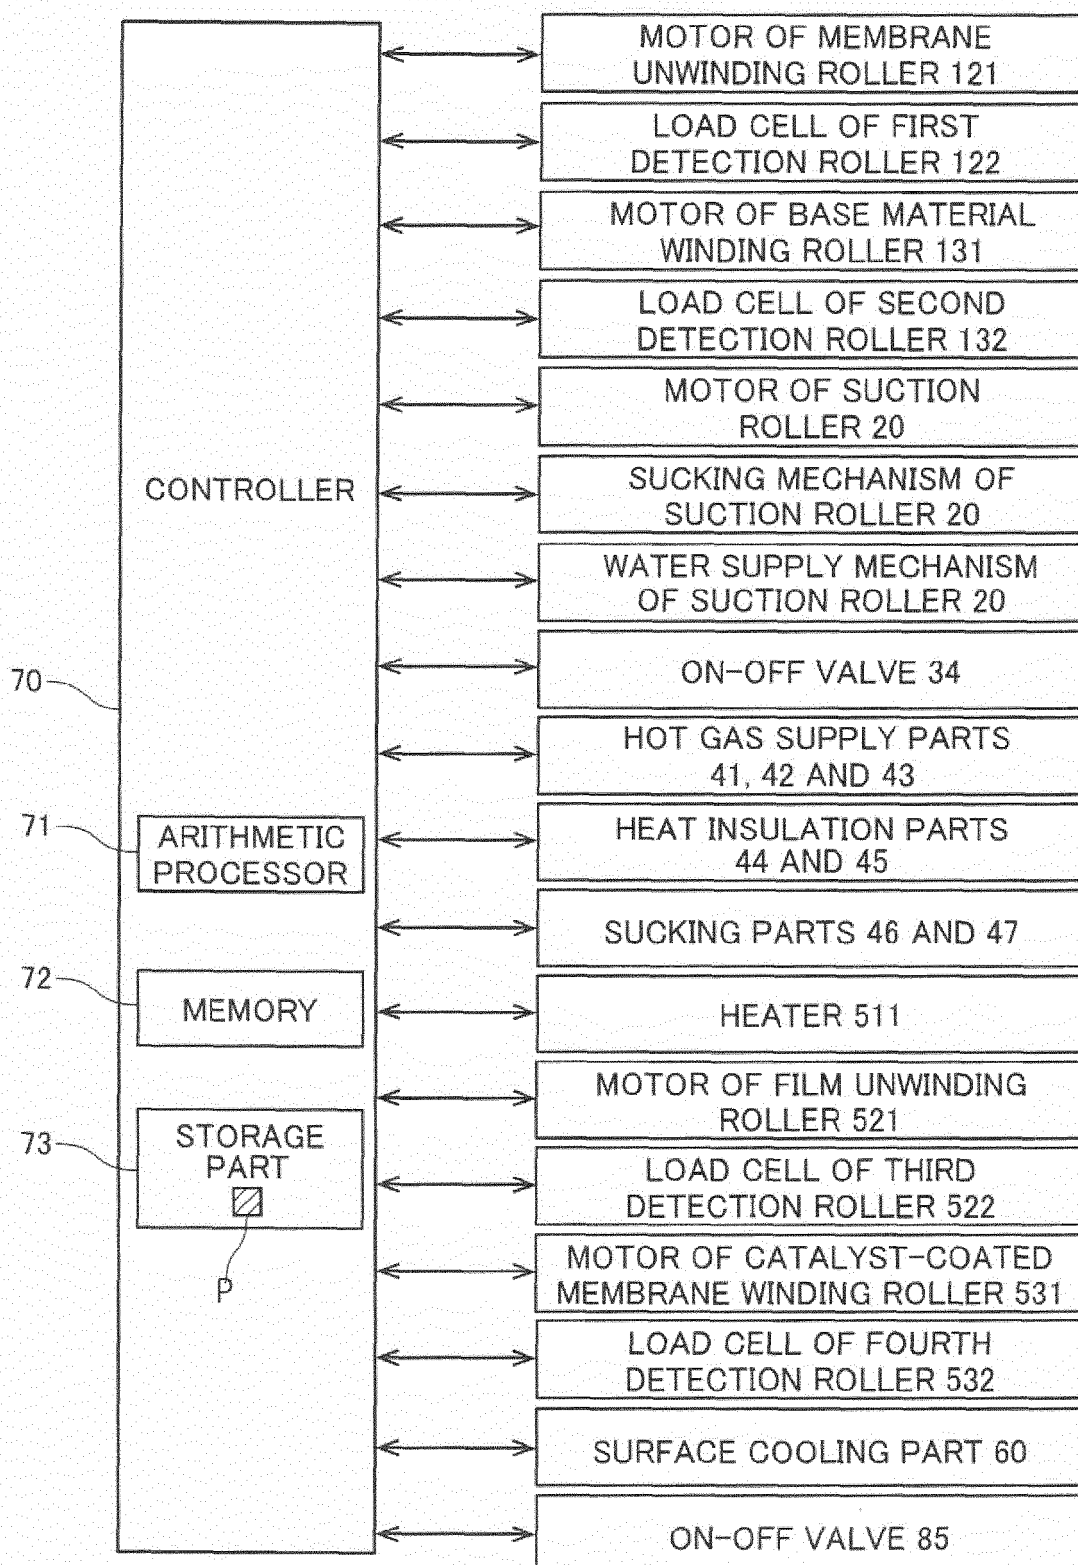 MOTOR OF MEMBRANE
UNWINDING ROLLER 121
LOAD CELL OF FIRST
DETECTION ROLLER 122
MOTOR OF BASE MATERIAL
WINDING ROLLER 131
LOAD CELL OF SECOND
DETECTION ROLLER 132
MOTOR OF SUCTION
ROLLER 20
CONTROLLER
SUCKING MECHANISM OF
SUCTION ROLLER 20
WATER SUPPLY MECHANISM
OF SUCTION ROLLER 20
ON-OFF VALVE 34
70
HOT GAS SUPPLY PARTS
41, 42 AND 43
71
ARITHMETIC
PROCESSOR
HEAT INSULATION PARTS
44 AND 45
SUCKING PARTS 46 AND 47
72
MEMORY
HEATER 511
MOTOR OF FILM UNWINDING
ROLLER 521
73
STORAGE
PART
P
LOAD CELL OF THIRD
DETECTION ROLLER 522
MOTOR OF CATALYST-COATED
MEMBRANE WINDING ROLLER 531
LOAD CELL OF FOURTH
DETECTION ROLLER 532
SURFACE COOLING PART 60
ON-OFF VALVE 85